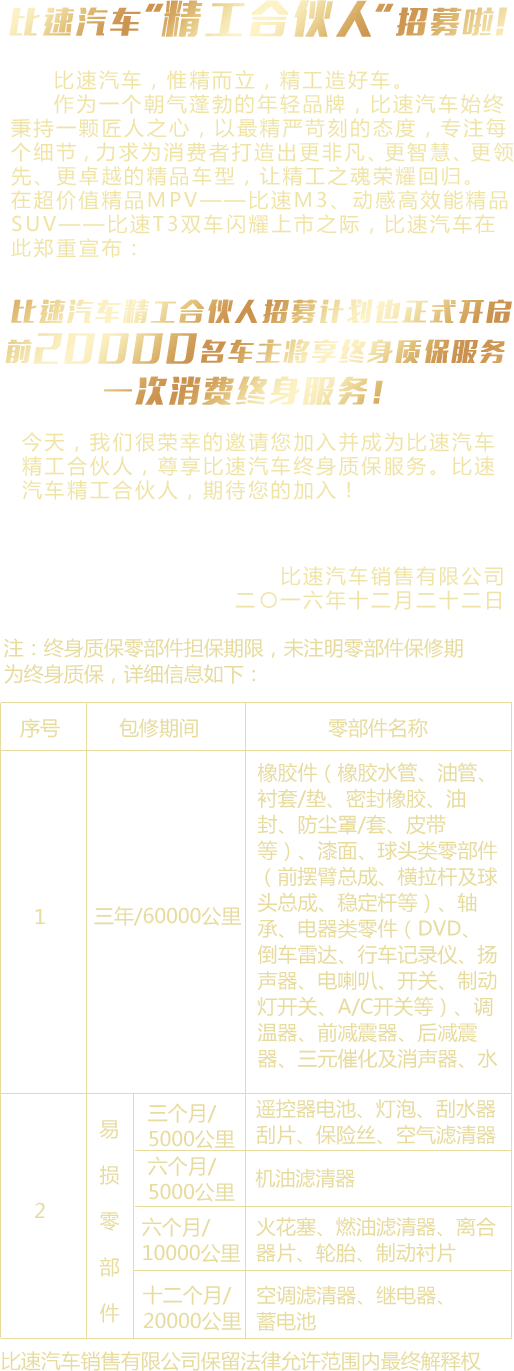 比速汽车“精工合伙人”招募啦!
比速汽车，惟精而立，精工造好车。
作为一个朝气蓬勃的年轻品牌，比速汽车始终
秉持一颗匠人之心，以最精严苛刻的态度，专注每
个细节，力求为消费者打造出更非凡、更智慧、更领
先、更卓越的精品车型，让精工之魂荣耀回归。
在超价值精品MPV——比速M3、动感高效能精品
SUV——比速T3双车闪耀上市之际，比速汽车在
此郑重宣布：
比速汽车精工合伙人招募计划也正式开启
前20000名车主将享终身质保服务
一次消费终身服务!
今天，我们很荣幸的邀请您加入并成为比速汽车
精工合伙人，尊享比速汽车终身质保服务。比速
汽车精工合伙人，期待您的加入！
比速汽车销售有限公司
二〇一六年十二月二十二日
注：终身质保零部件担保期限，未注明零部件保修期
为终身质保，详细信息如下：
序号 包修期间 零部件名称
1 三年/60000公里
橡胶件（橡胶水管、油管、
衬套/垫、密封橡胶、油
封、防尘罩/套、皮带
等）、漆面、球头类零部件
（前摆臂总成、横拉杆及球
头总成、稳定杆等）、轴
承、电器类零件（DVD、
倒车雷达、行车记录仪、扬
声器、电喇叭、开关、制动
灯开关、A/C开关等）、调
温器、前减震器、后减震
器、三元催化及消声器、水
2
易
损
零
部
件
三个月/
5000公里
遥控器电池、灯泡、刮水器
刮片、保险丝、空气滤清器
六个月/
5000公里
机油滤清器
六个月/
10000公里
火花塞、燃油滤清器、离合
器片、轮胎、制动衬片
十二个月/
20000公里
空调滤清器、继电器、
蓄电池
比速汽车销售有限公司保留法律允许范围内最终解释权